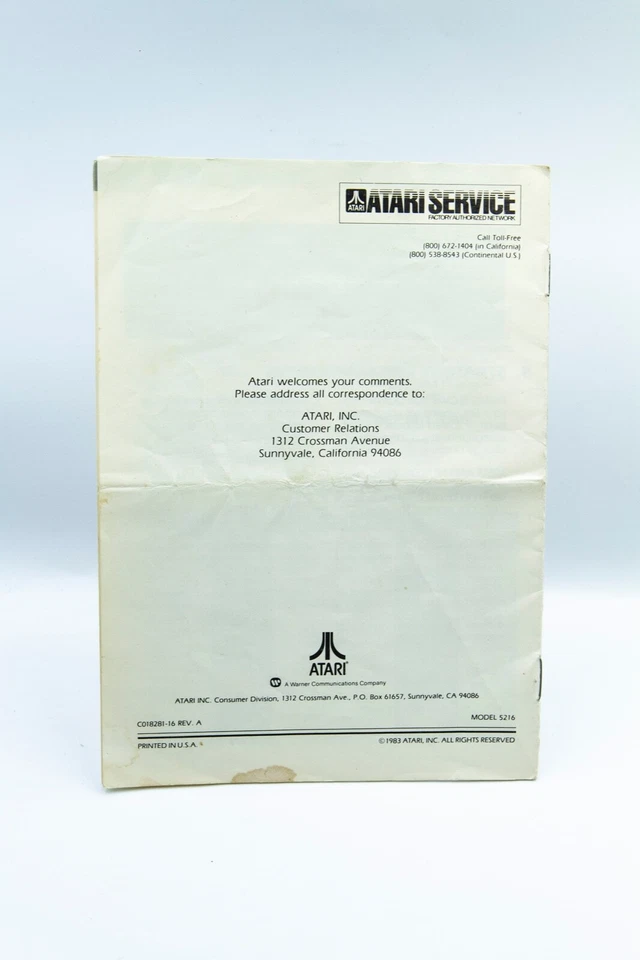 ATARI ATARI SERVICE
FACTORY AUTHORIZED NETWORK
Call Toll-Free
(800) 672-1404 (in California)
(800) 538-8543 (Continental U.S.)
Atari welcomes your comments.
Please address all correspondence to:
ATARI, INC.
Customer Relations
1312 Crossman Avenue
Sunnyvale, California 94086
ATARI®
A Warner Communications Company
ATARI INC. Consumer Division, 1312 Crossman Ave., P.O. Box 61657, Sunnyvale, CA 94086
C018281-16 REV. A
MODEL 5216
PRINTED IN U.S.A.
©1983 ATARI, INC. ALL RIGHTS RESERVED